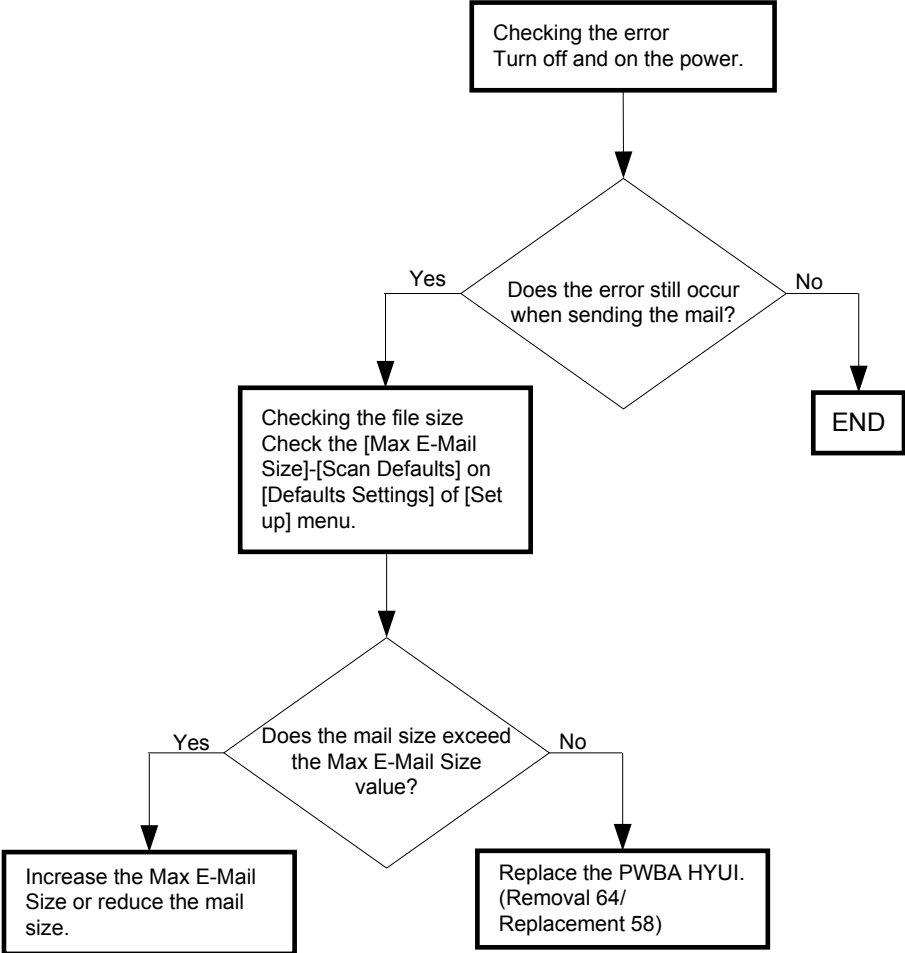 Checking the error
Turn off and on the power.
Yes
No
Does the error still occur
when sending the mail?
END
Checking the file size
Check the [Max E-Mail
Size]-[Scan Defaults] on
[Defaults Settings] of [Set
up] menu.
Yes
No
Does the mail size exceed
the Max E-Mail Size
value?
Increase the Max E-Mail
Size or reduce the mail
size.
Replace the PWBA HYUI.
(Removal 64/
Replacement 58)